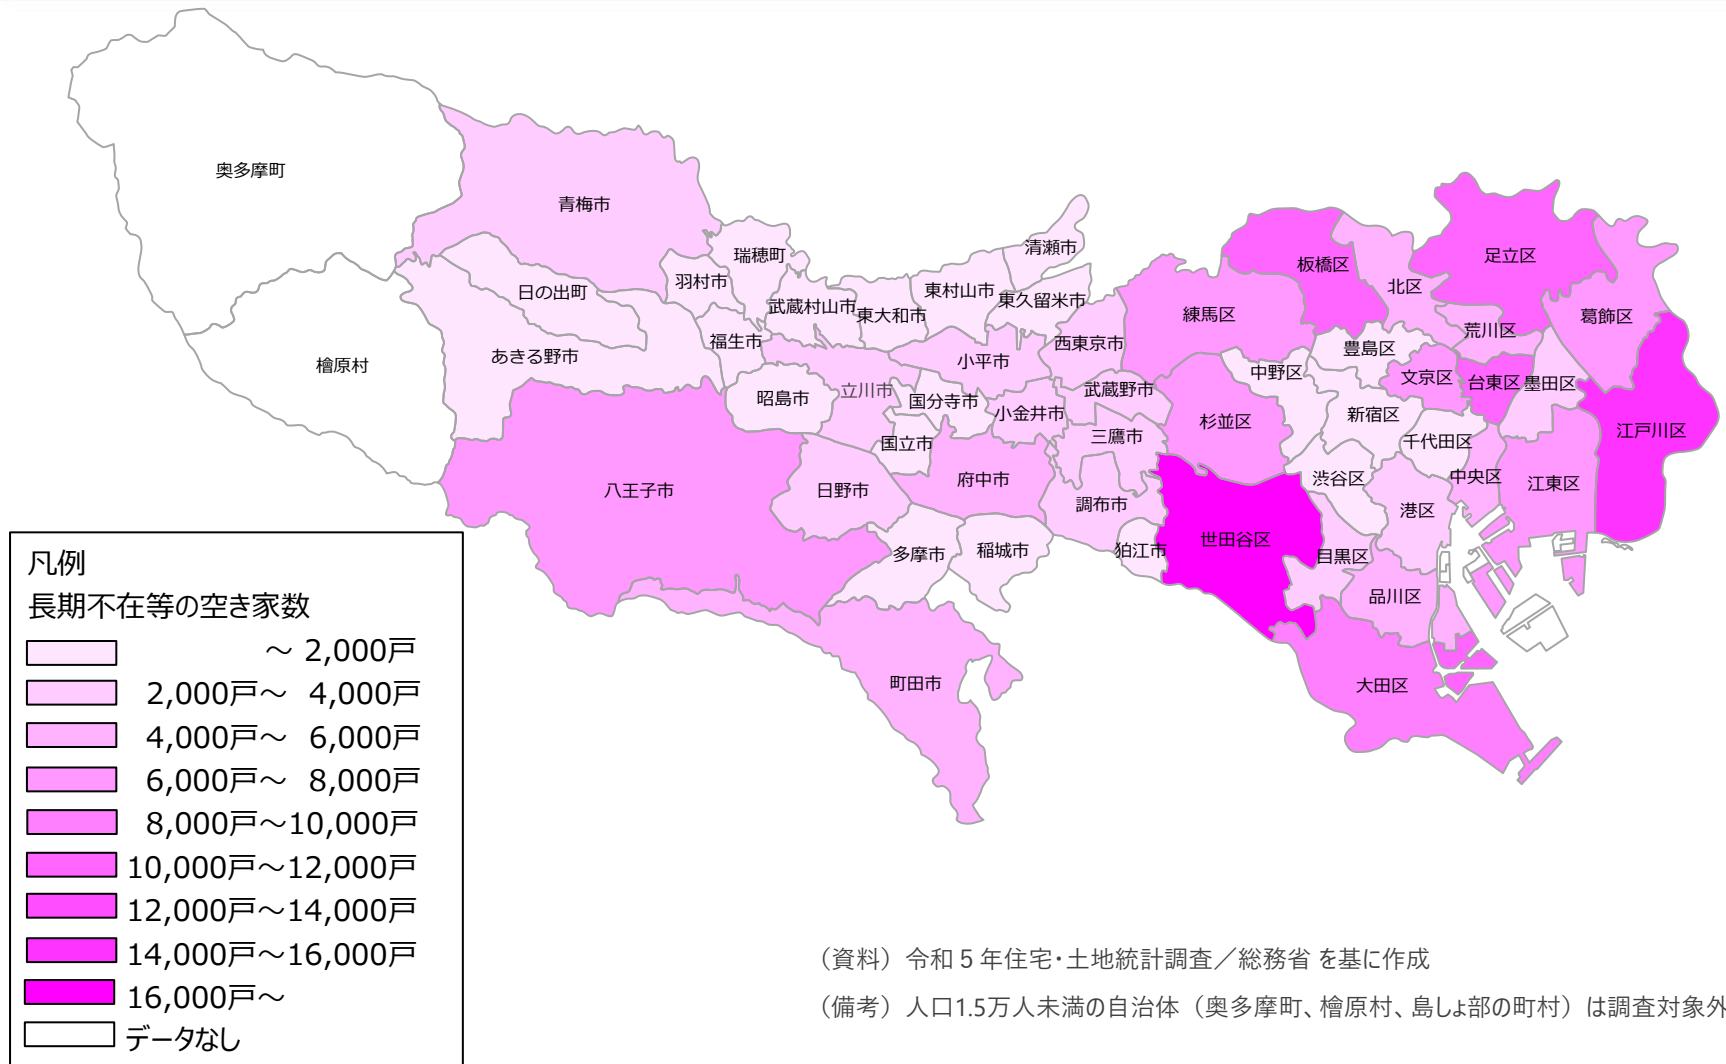 奥多摩町
青梅市
瑞穂町
清瀬市
羽村市
日の出町
東村山市
東久留米市
武蔵村山市
東大和市
福生市
あきる野市
檜原村
小平市
西東京市
昭島市
立川市
国分寺市
小金井市
武蔵野市
国立市
三鷹市
八王子市
日野市
府中市
調布市
多摩市
稲城市
狛江市
町田市
板橋区
北区
足立区
練馬区
荒川区
葛飾区
豊島区
中野区
文京区
台東区
墨田区
杉並区
新宿区
千代田区
江戸川区
渋谷区
中央区
江東区
港区
世田谷区
目黒区
品川区
大田区
凡例
長期不在等の空き家数
～ 2,000戸
2,000戸～ 4,000戸
4,000戸～ 6,000戸
6,000戸～ 8,000戸
8,000戸～10,000戸
10,000戸～12,000戸
12,000戸～14,000戸
14,000戸～16,000戸
16,000戸～
データなし
（資料）令和５年住宅・土地統計調査／総務省 を基に作成
（備考）人口1.5万人未満の自治体（奥多摩町、檜原村、島しょ部の町村）は調査対象外